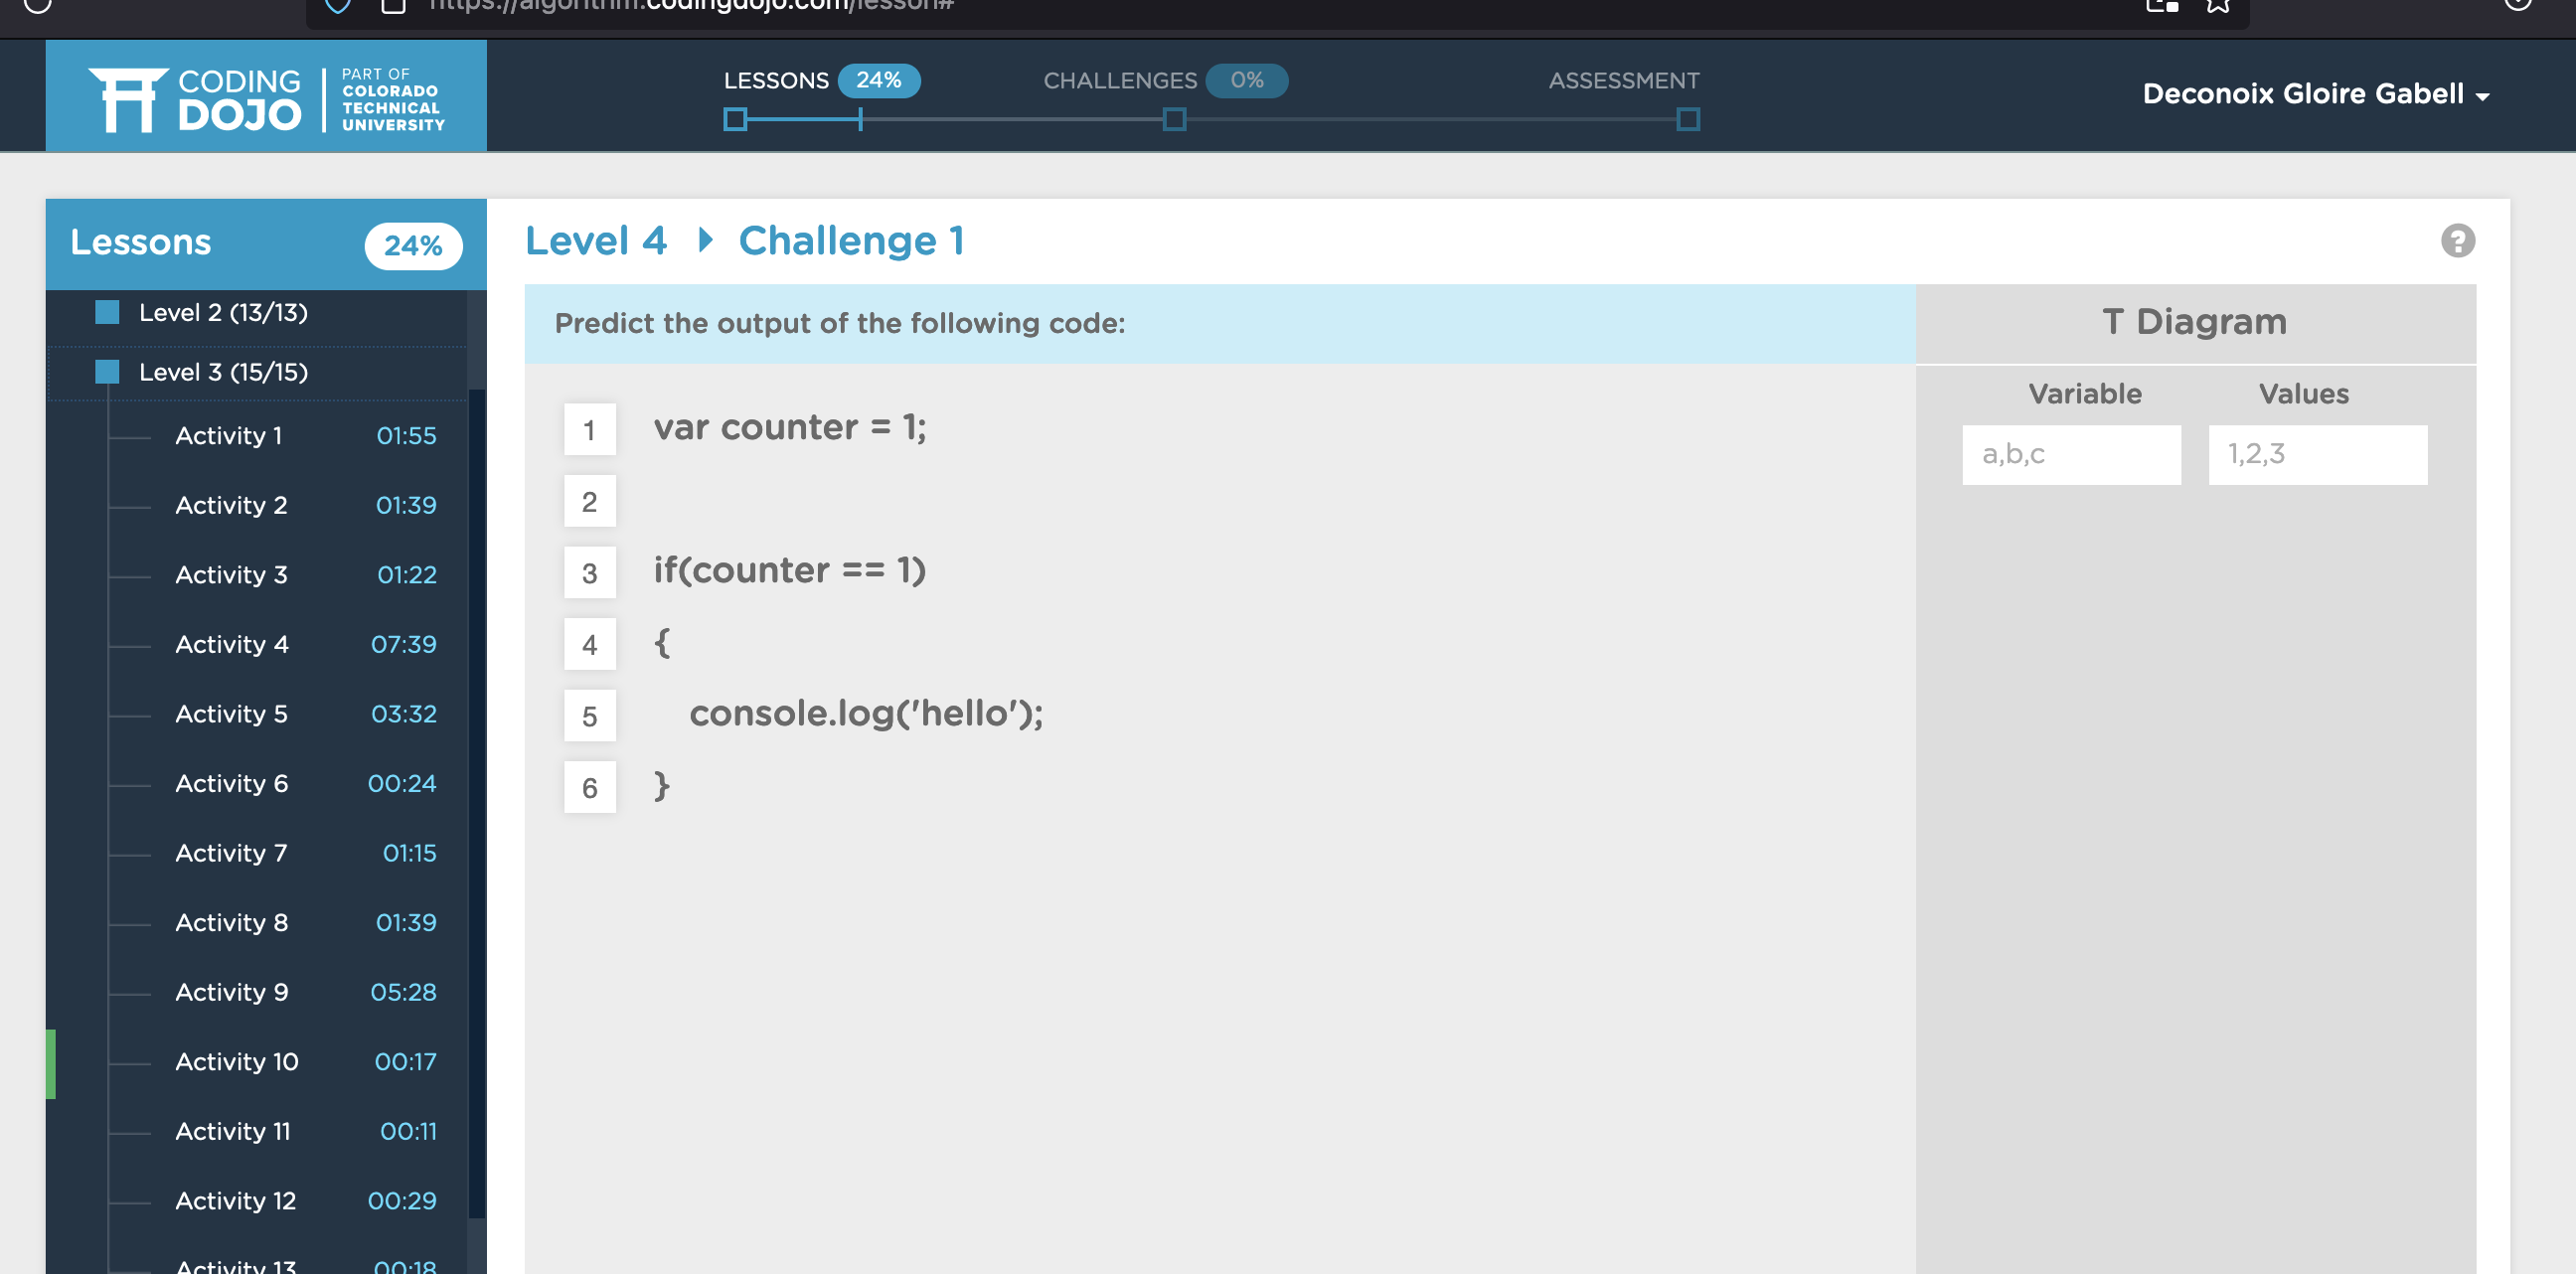 https://algorithm.codingdojo.com/lesson#
CODING
DOJO
PART OF
COLORADO
TECHNICAL
UNIVERSITY
LESSONS 24%
CHALLENGES 0%
ASSESSMENT
Deconoix Gloire Gabell
Lessons 24%
Level 2 (13/13)
Level 3 (15/15)
Activity 1 01:55
Activity 2 01:39
Activity 3 01:22
Activity 4 07:39
Activity 5 03:32
Activity 6 00:24
Activity 7 01:15
Activity 8 01:39
Activity 9 05:28
Activity 10 00:17
Activity 11 00:11
Activity 12 00:29
Activity 13 00:18
Level 4 Challenge 1
?
Predict the output of the following code:
1 var counter = 1;
2
3 if(counter == 1)
4 {
5 console.log('hello');
6 }
T Diagram
Variable Values
a,b,c 1,2,3